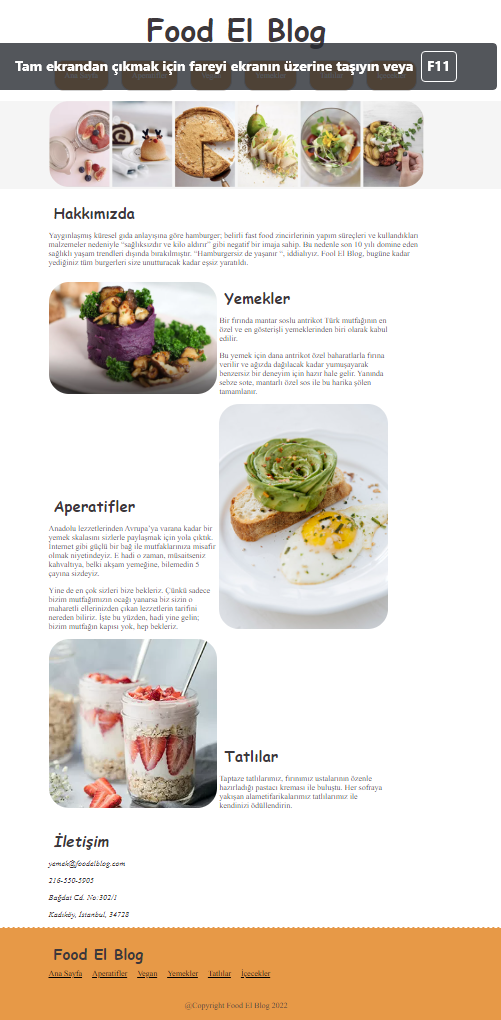 Food El Blog
Tam ekrandan çıkmak için fareyi ekranın üzerine taşıyın veya F11
Hakkımızda
Yaygınlaşmış küresel gıda anlayışına göre hamburger; belirli fast food zincirlerinin yapım süreçleri ve kullandıkları
malzemeler nedeniyle “sağlıksızdır ve kilo aldırır” gibi negatif bir imaja sahip. Bu nedenle son 10 yılı domine eden
sağlıklı yaşam trendleri dışında bırakılmıştır. “Hamburgersiz de yaşanır “, iddialıyız. Fool El Blog, bugüne kadar
yediğiniz tüm burgerleri size unutturacak kadar eşsiz yaratıldı.
Yemekler
Bir fırında mantar soslu antrikot Türk mutfağının en
özel ve en gösterişli yemeklerinden biri olarak kabul
edilir.
Bu yemek için dana antrikot özel baharatlarla fırına
verilir ve ağızda dağılacak kadar yumuşayarak
benzersiz bir deneyim için hazır hale gelir. Yanında
sebze sote, mantarlı özel sos ile bu harika şölen
tamamlanır.
Aperatifler
Anadolu lezzetlerinden Avrupa’ya varana kadar bir
yemek skalasını sizlerle paylaşmak için yola çıktık.
İnternet gibi güçlü bir bağ ile mutfaklarınıza misafir
olmak niyetindeyiz. E hadi o zaman, müsaitseniz
kahvaltıya, belki akşam yemeğine, bilemedin 5
çayına sizdeyiz.
Yine de en çok sizleri bize bekleriz. Çünkü sadece
bizim mutfağımızın ocağı yanarsa biz sizin o
maharetli ellerinizden çıkan lezzetlerin tarifini
nereden biliriz. İşte bu yüzden, hadi yine gelin;
bizim mutfağın kapısı yok, hep bekleriz.
Tatlılar
Taptaze tatlılarımız, fırınımız ustalarının özenle
hazırladığı pastacı kreması ile buluştu. Her sofraya
yakışan alametifarikalarımız tatlılarımız ile
kendinizi ödüllendirin.
İletişim
yemek@foodelblog.com
216-550-5905
Bağdat Cd. No:302/1
Kadıköy, İstanbul, 34728
Food El Blog
Ana Sayfa Aperatifler Vegan Yemekler Tatlılar İçecekler
@Copyright Food El Blog 2022